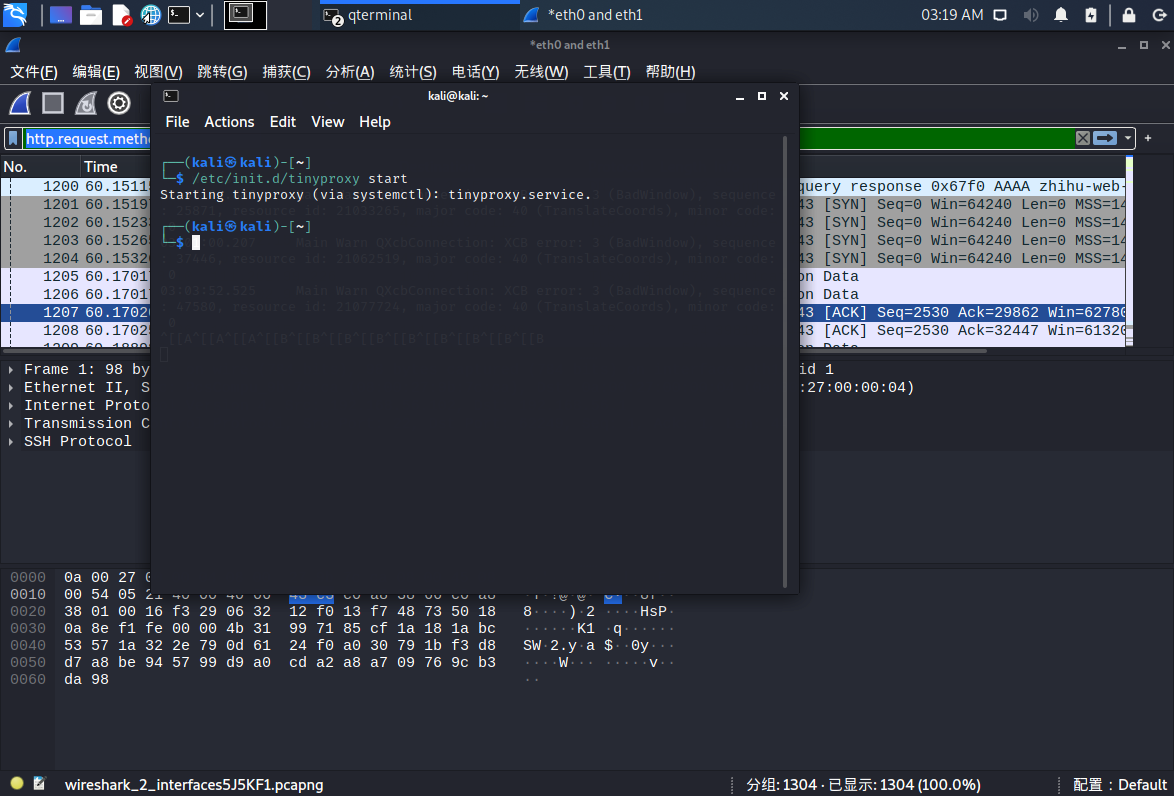 2 qterminal *eth0 and eth1 03:19 AM
*eth0 and eth1
文件(F) 编辑(E) 视图(V) 跳转(G) 捕获(C) 分析(A) 统计(S) 电话(Y) 无线(W) 工具(T) 帮助(H)
kali@kali: ~
File Actions Edit View Help
http.request.meth
No. Time
┌──(kali㉿kali)-[~]
└─$ /etc/init.d/tinyproxy start
Starting tinyproxy (via systemctl): tinyproxy.service.
┌──(kali㉿kali)-[~]
└─$
1200 60.1511 query response 0x67f0 AAAA zhihu-web-
1201 60.1519 43 [SYN] Seq=0 Win=64240 Len=0 MSS=14
1202 60.1523 43 [SYN] Seq=0 Win=64240 Len=0 MSS=14
1203 60.1526 43 [SYN] Seq=0 Win=64240 Len=0 MSS=14
1204 60.1532 43 [SYN] Seq=0 Win=64240 Len=0 MSS=14
1205 60.1701 on Data
1206 60.1701 on Data
1207 60.1702 43 [ACK] Seq=2530 Ack=29862 Win=62780
1208 60.1702 43 [ACK] Seq=2530 Ack=32447 Win=61320
Frame 1: 98 by id 1
Ethernet II, S :27:00:00:04)
Internet Proto
Transmission C
SSH Protocol
0000 0a 00 27 0
0010 00 54 05 21 40 00 40 06
0020 38 01 00 16 f3 29 06 32 12 f0 13 f7 48 73 50 18 8····)·2 ····HsP·
0030 0a 8e f1 fe 00 00 4b 31 99 71 85 cf 1a 18 1a bc ······K1 ·q······
0040 53 57 1a 32 2e 79 0d 61 24 f0 a0 30 79 1b f3 d8 SW·2.y·a $··0y···
0050 d7 a8 be 94 57 99 d9 a0 cd a2 a8 a7 09 76 9c b3 ····W··· ·····v··
0060 da 98 ··
wireshark_2_interfaces5J5KF1.pcapng 分组: 1304 · 已显示: 1304 (100.0%) 配置：Default